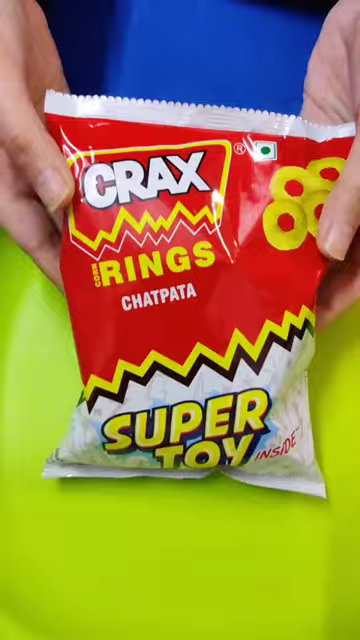 CRAX®
CORN RINGS
CHATPATA
SUPER
TOY INSIDE